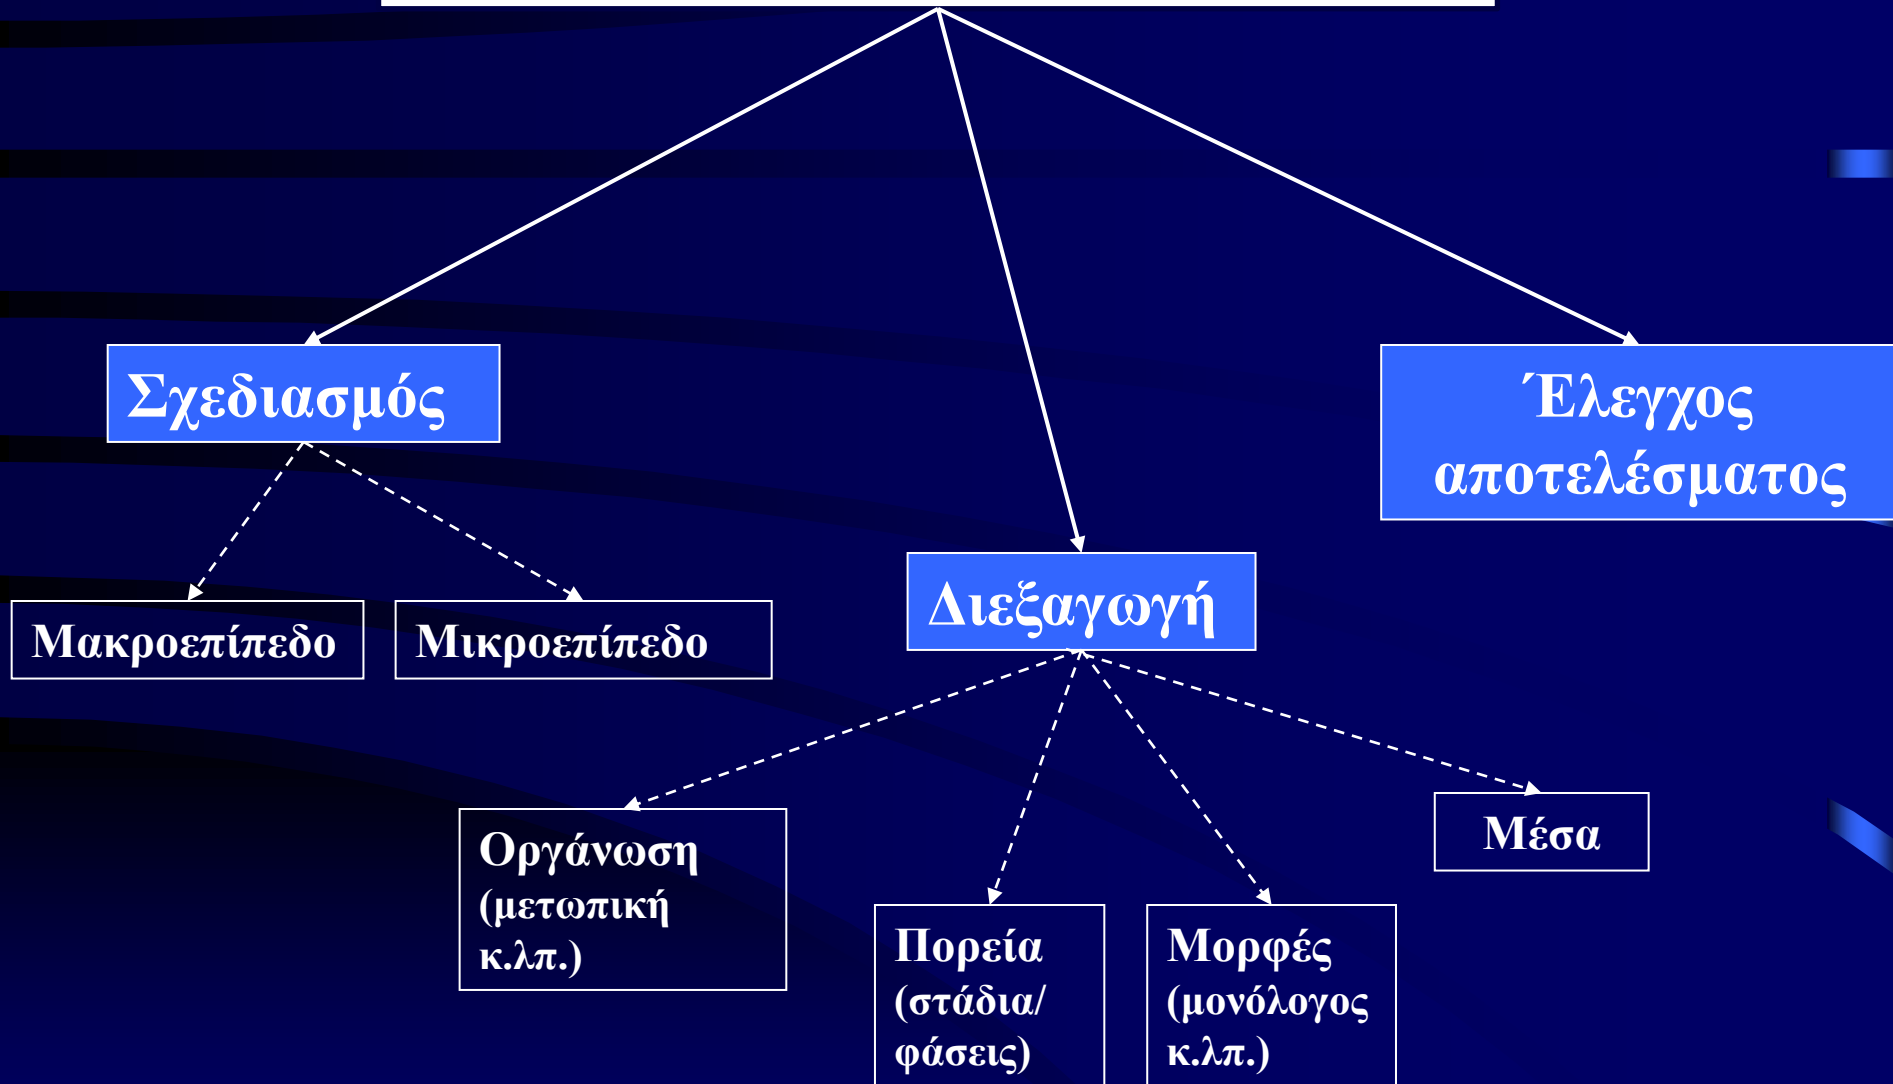 Σχεδιασμός
Έλεγχος
αποτελέσματος
Διεξαγωγή
Μακροεπίπεδο
Μικροεπίπεδο
Οργάνωση
(μετωπική
κ.λπ.)
Πορεία
(στάδια/
φάσεις)
Μορφές
(μονόλογος
κ.λπ.)
Μέσα